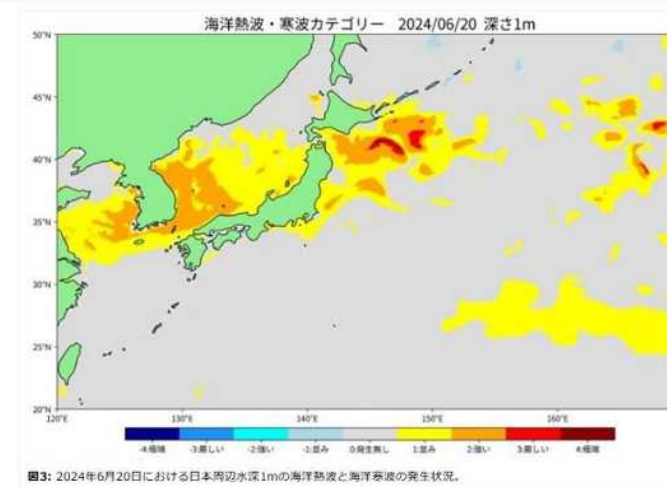 海洋熱波・寒波カテゴリー 2024/06/20 深さ1m
50°N
45°N
40°N
35°N
30°N
25°N
20°N
120°E 130°E 140°E 150°E 160°E
-4:極端 -3:厳しい -2:強い -1:並み 0:発生無し 1:並み 2:強い 3:厳しい 4:極端
図3: 2024年6月20日における日本周辺水深1mの海洋熱波と海洋寒波の発生状況。